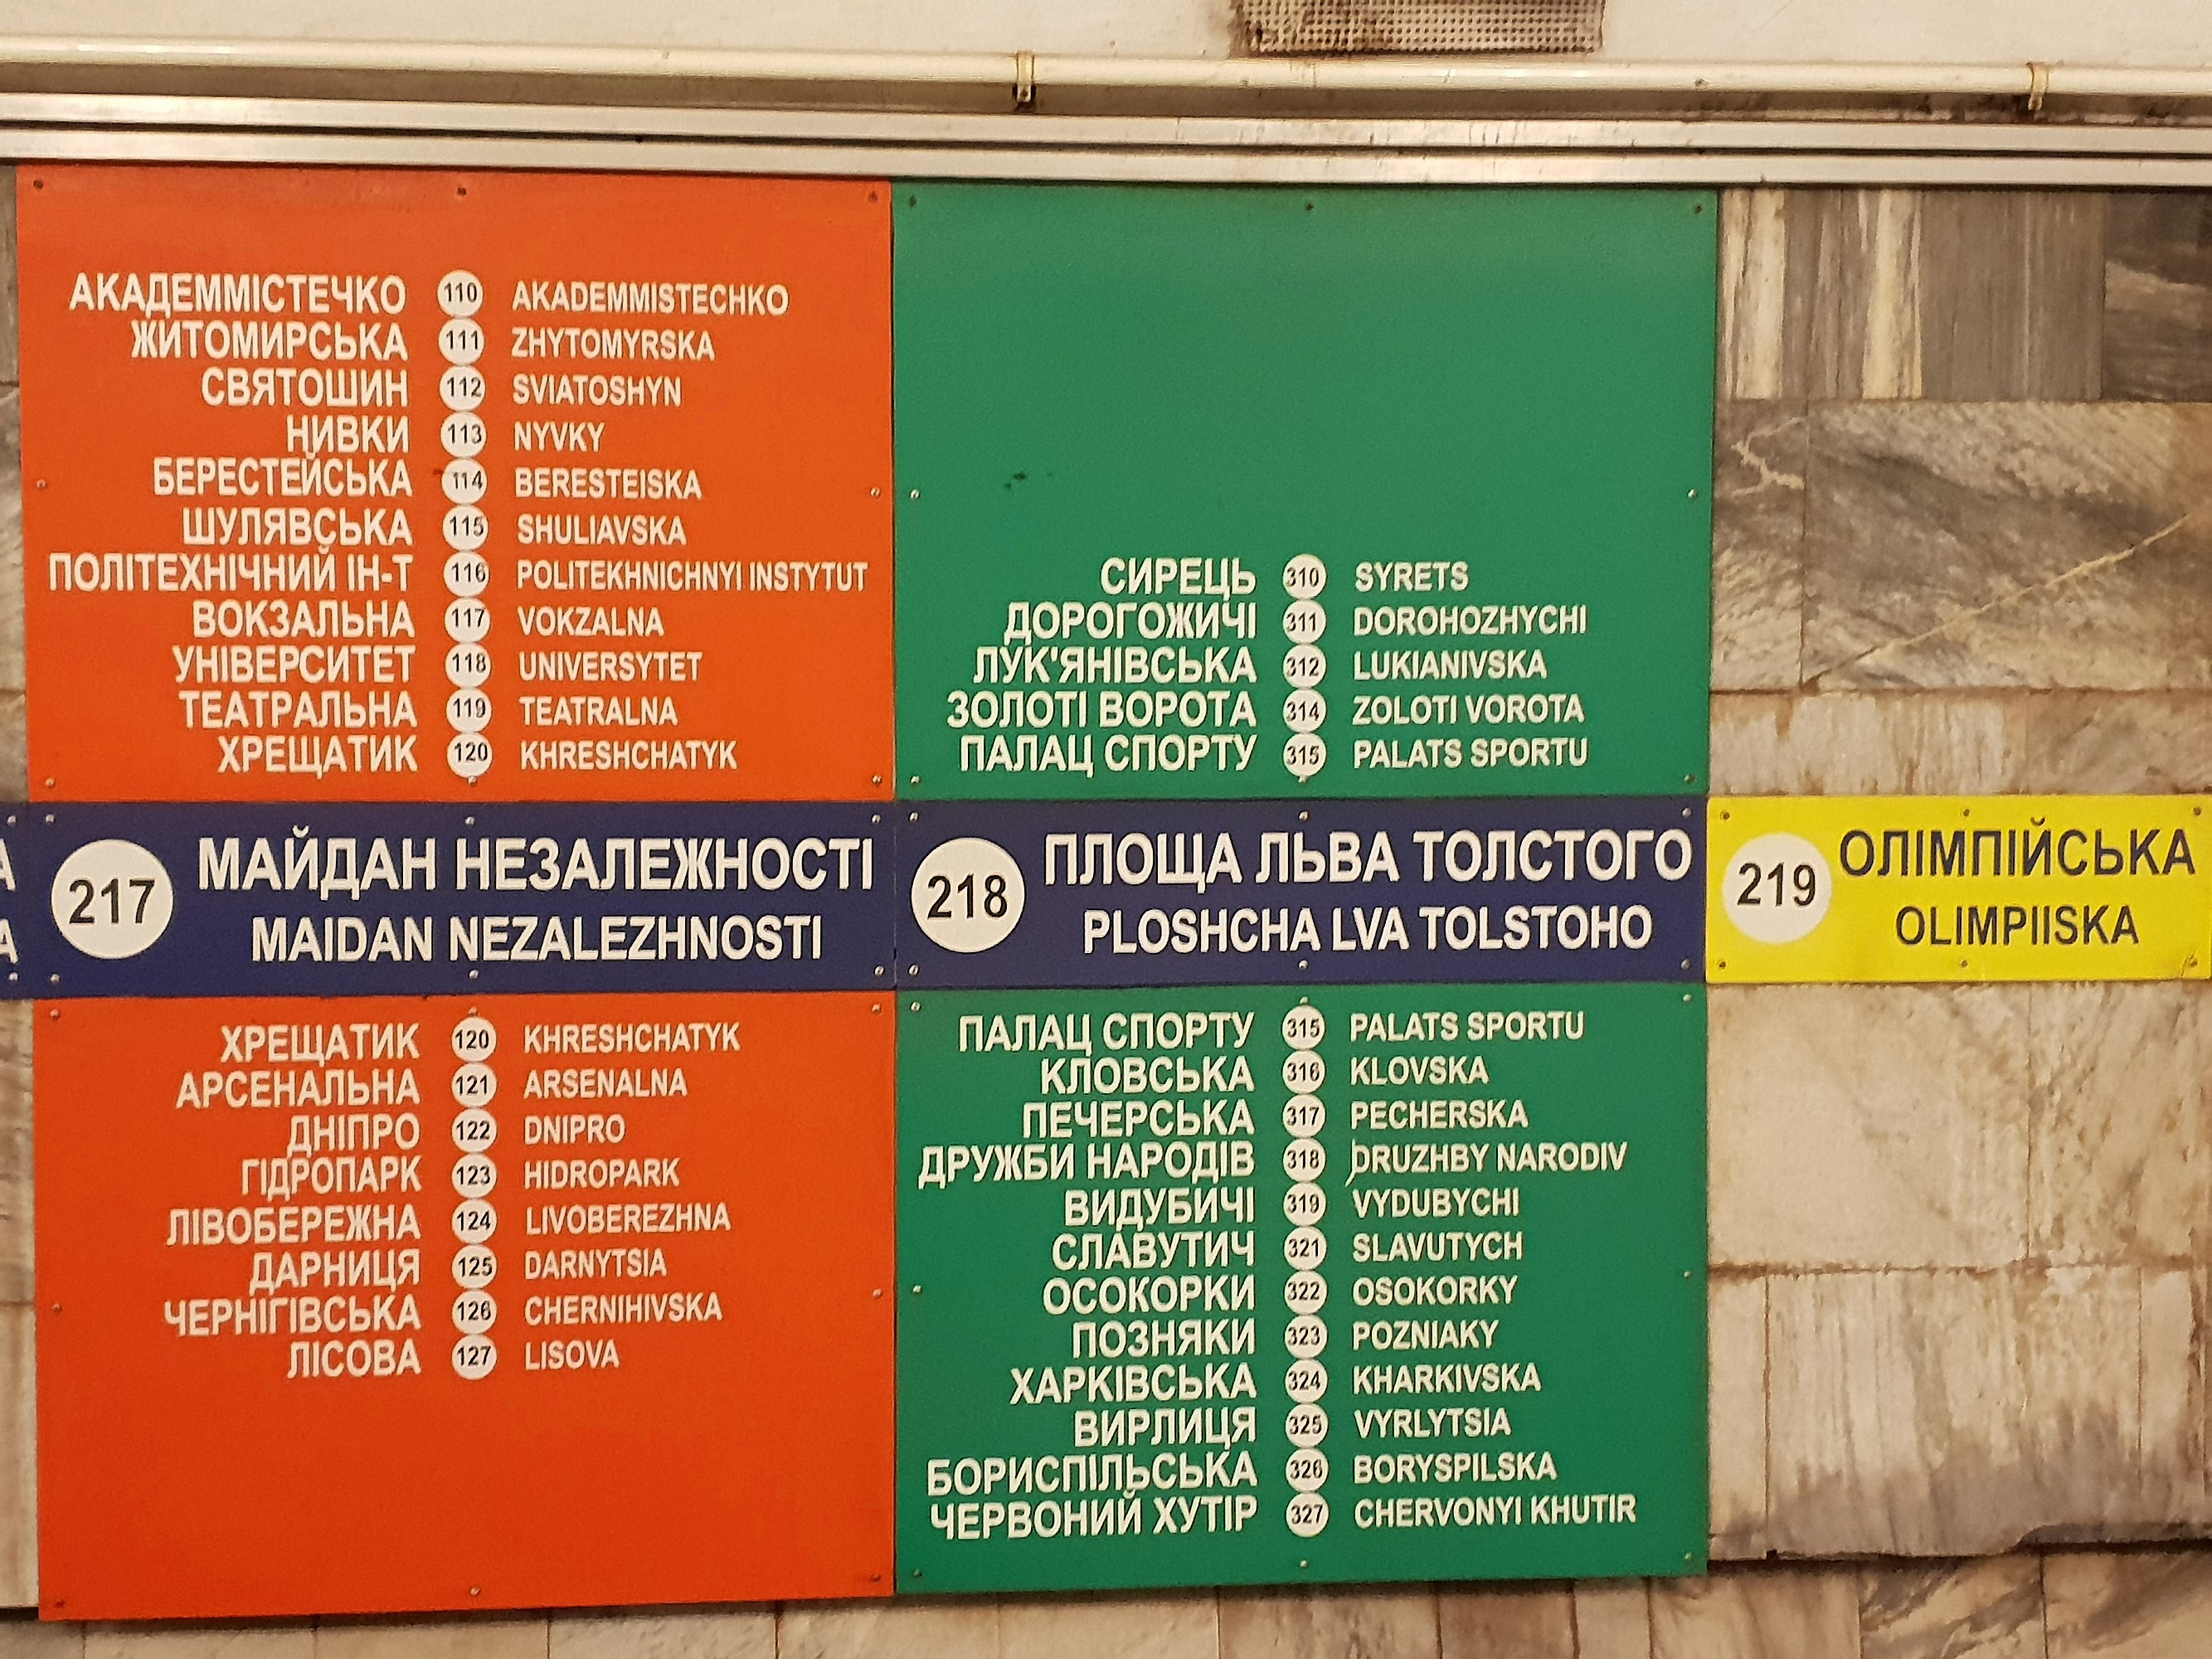 АКАДЕММІСТЕЧКО 110 AKADEMMISTECHKO
ЖИТОМИРСЬКА 111 ZHYTOMYRSKA
СВЯТОШИН 112 SVIATOSHYN
НИВКИ 113 NYVKY
БЕРЕСТЕЙСЬКА 114 BERESTEISKA
ШУЛЯВСЬКА 115 SHULIAVSKA
ПОЛІТЕХНІЧНИЙ ІН-Т 116 POLITEKHNICHNYI INSTYTUT
ВОКЗАЛЬНА 117 VOKZALNA
УНІВЕРСИТЕТ 118 UNIVERSYTET
ТЕАТРАЛЬНА 119 TEATRALNA
ХРЕЩАТИК 120 KHRESHCHATYK
217 МАЙДАН НЕЗАЛЕЖНОСТІ
MAIDAN NEZALEZHNOSTI
ХРЕЩАТИК 120 KHRESHCHATYK
АРСЕНАЛЬНА 121 ARSENALNA
ДНІПРО 122 DNIPRO
ГІДРОПАРК 123 HIDROPARK
ЛІВОБЕРЕЖНА 124 LIVOBEREZHNA
ДАРНИЦЯ 125 DARNYTSIA
ЧЕРНІГІВСЬКА 126 CHERNIHIVSKA
ЛІСОВА 127 LISOVA
СИРЕЦЬ 310 SYRETS
ДОРОГОЖИЧІ 311 DOROHOZHYCHI
ЛУК'ЯНІВСЬКА 312 LUKIANIVSKA
ЗОЛОТІ ВОРОТА 314 ZOLOTI VOROTA
ПАЛАЦ СПОРТУ 315 PALATS SPORTU
218 ПЛОЩА ЛЬВА ТОЛСТОГО
PLOSHCHA LVA TOLSTOHO
ПАЛАЦ СПОРТУ 315 PALATS SPORTU
КЛОВСЬКА 316 KLOVSKA
ПЕЧЕРСЬКА 317 PECHERSKA
ДРУЖБИ НАРОДІВ 318 DRUZHBY NARODIV
ВИДУБИЧІ 319 VYDUBYCHI
СЛАВУТИЧ 321 SLAVUTYCH
ОСОКОРКИ 322 OSOKORKY
ПОЗНЯКИ 323 POZNIAKY
ХАРКІВСЬКА 324 KHARKIVSKA
ВИРЛИЦЯ 325 VYRLYTSIA
БОРИСПІЛЬСЬКА 326 BORYSPILSKA
ЧЕРВОНИЙ ХУТІР 327 CHERVONYI KHUTIR
219 ОЛІМПІЙСЬКА
OLIMPIISKA